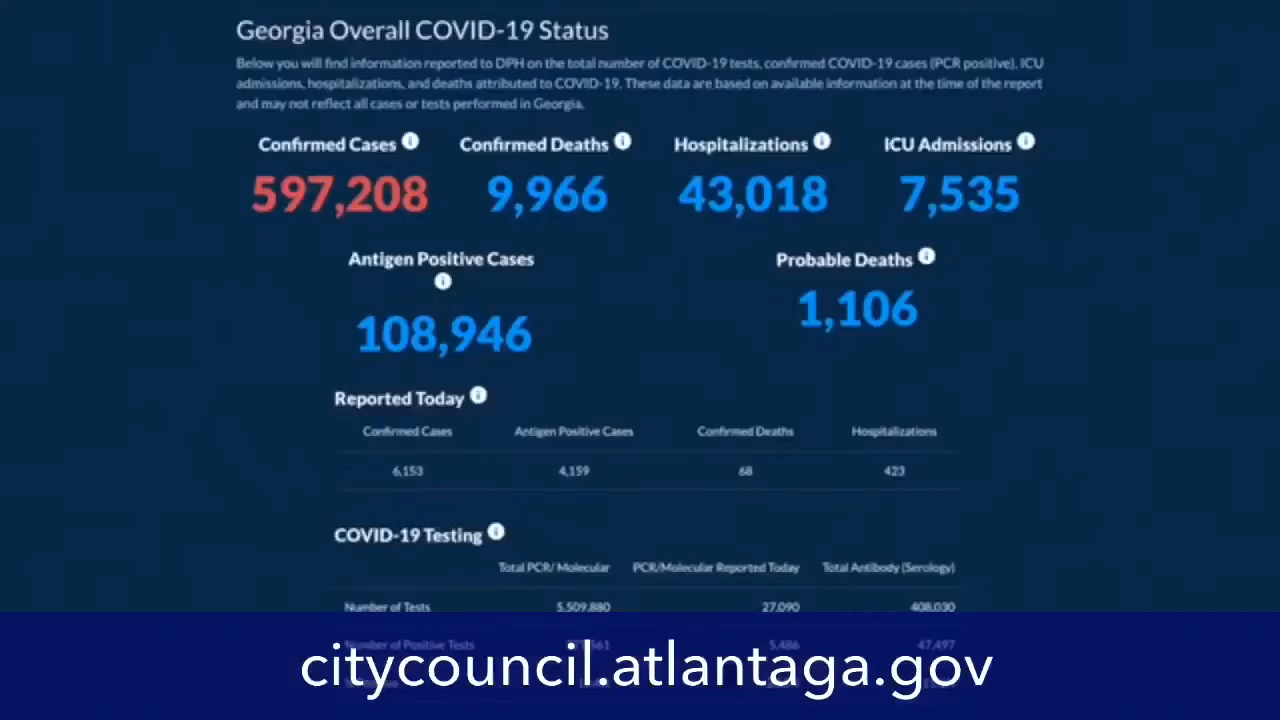 Georgia Overall COVID-19 Status
Below you will find information reported to DPH on the total number of COVID-19 tests, confirmed COVID-19 cases (PCR positive), ICU
admissions, hospitalizations, and deaths attributed to COVID-19. These data are based on available information at the time of the report
and may not reflect all cases or tests performed in Georgia.
Confirmed Cases Confirmed Deaths Hospitalizations ICU Admissions
597,208 9,966 43,018 7,535
Antigen Positive Cases Probable Deaths
108,946 1,106
Reported Today
Confirmed Cases Antigen Positive Cases Confirmed Deaths Hospitalizations
6,153 4,159 68 423
COVID-19 Testing
Total PCR/ Molecular PCR/Molecular Reported Today Total Antibody (Serology)
Number of Tests 5,509,880 27,090 408,030
Number of Positive Tests 5,486 47,497
citycouncil.atlantaga.gov